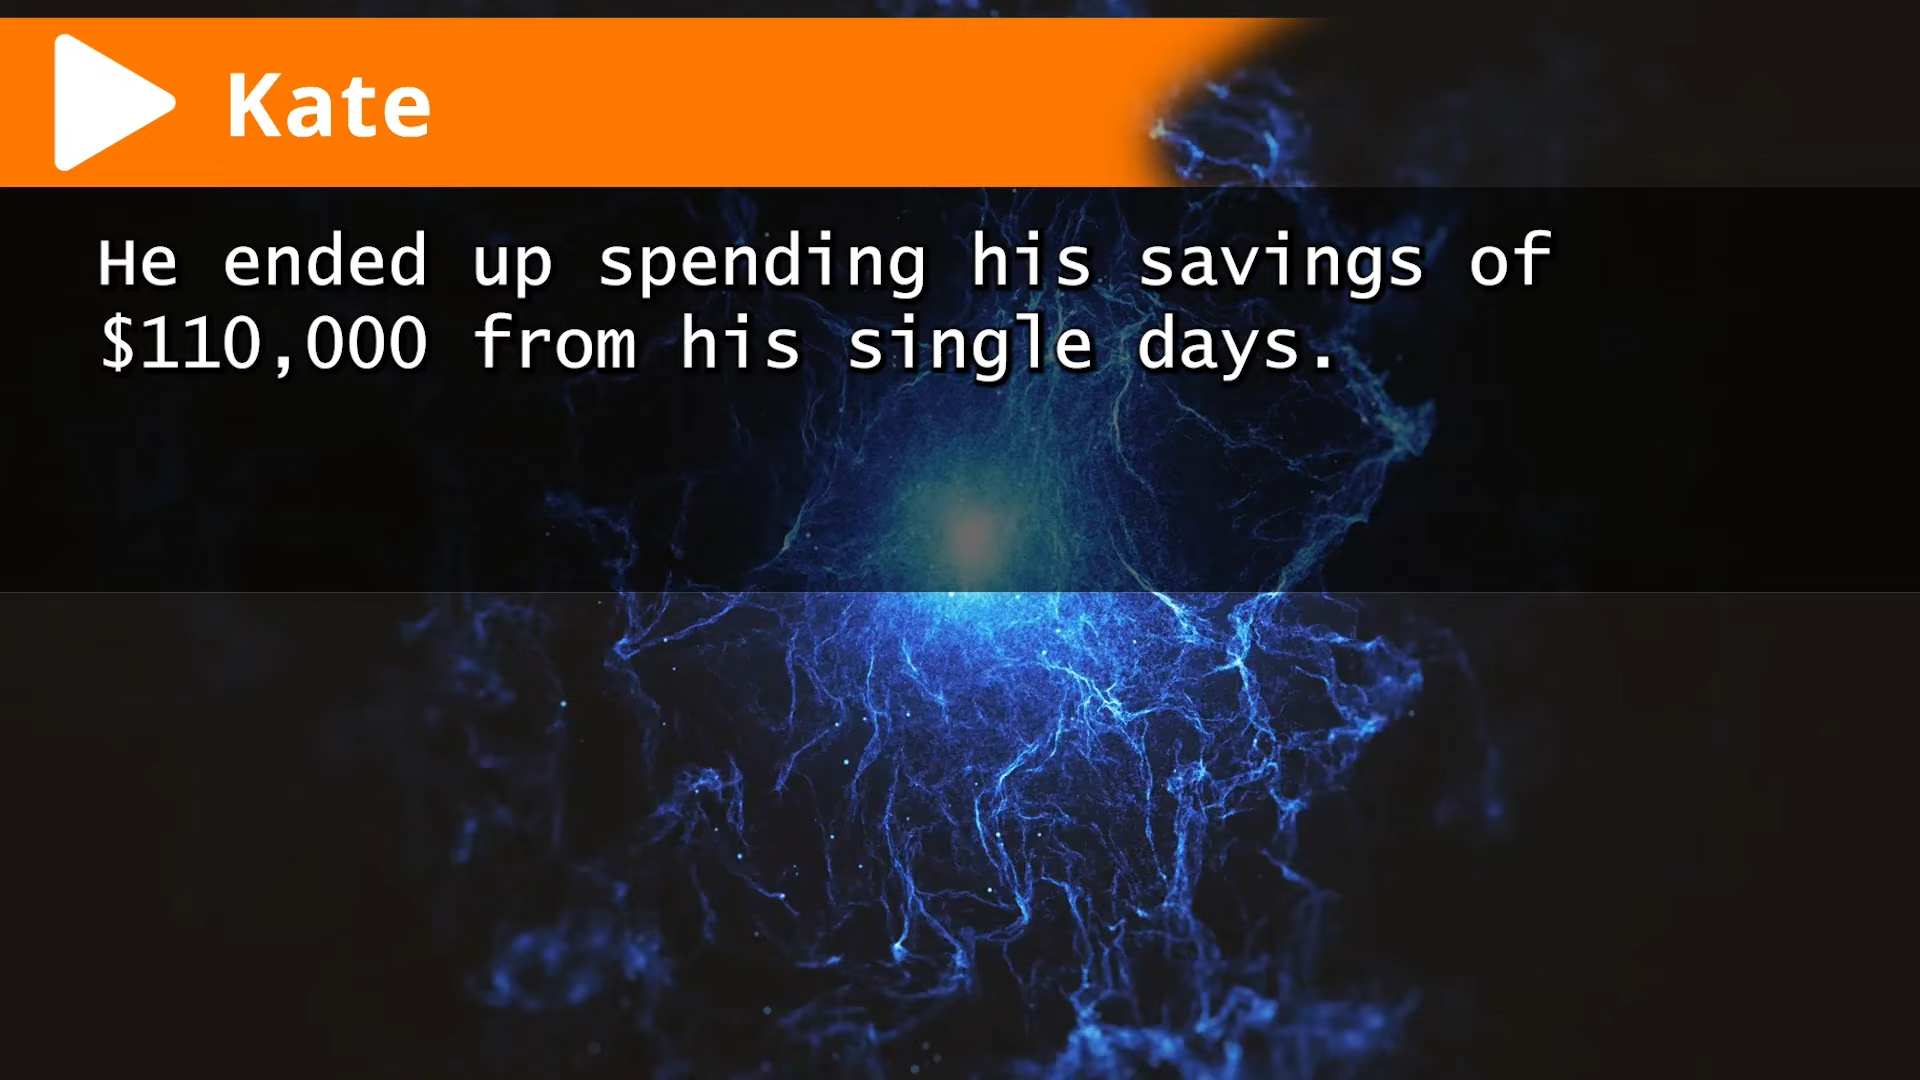 Kate
He ended up spending his savings of
$110,000 from his single days.